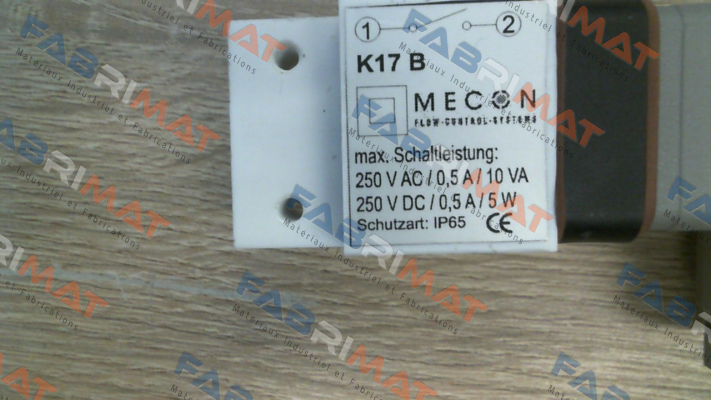 1 2
K17 B
MECON
FLOW-CONTROL-SYSTEMS
max. Schaltleistung:
250 V AC / 0,5 A / 10 VA
250 V DC / 0,5 A / 5 W
Schutzart: IP65 CE
FABRIMAT
Materiaux Industriel et Fabrications